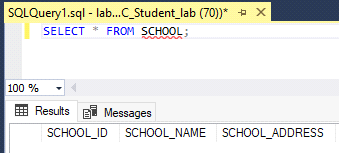 SQLQuery1.sql - lab...C_Student_lab (70))*
SELECT * FROM SCHOOL;
100 %
Results Messages
SCHOOL_ID SCHOOL_NAME SCHOOL_ADDRESS